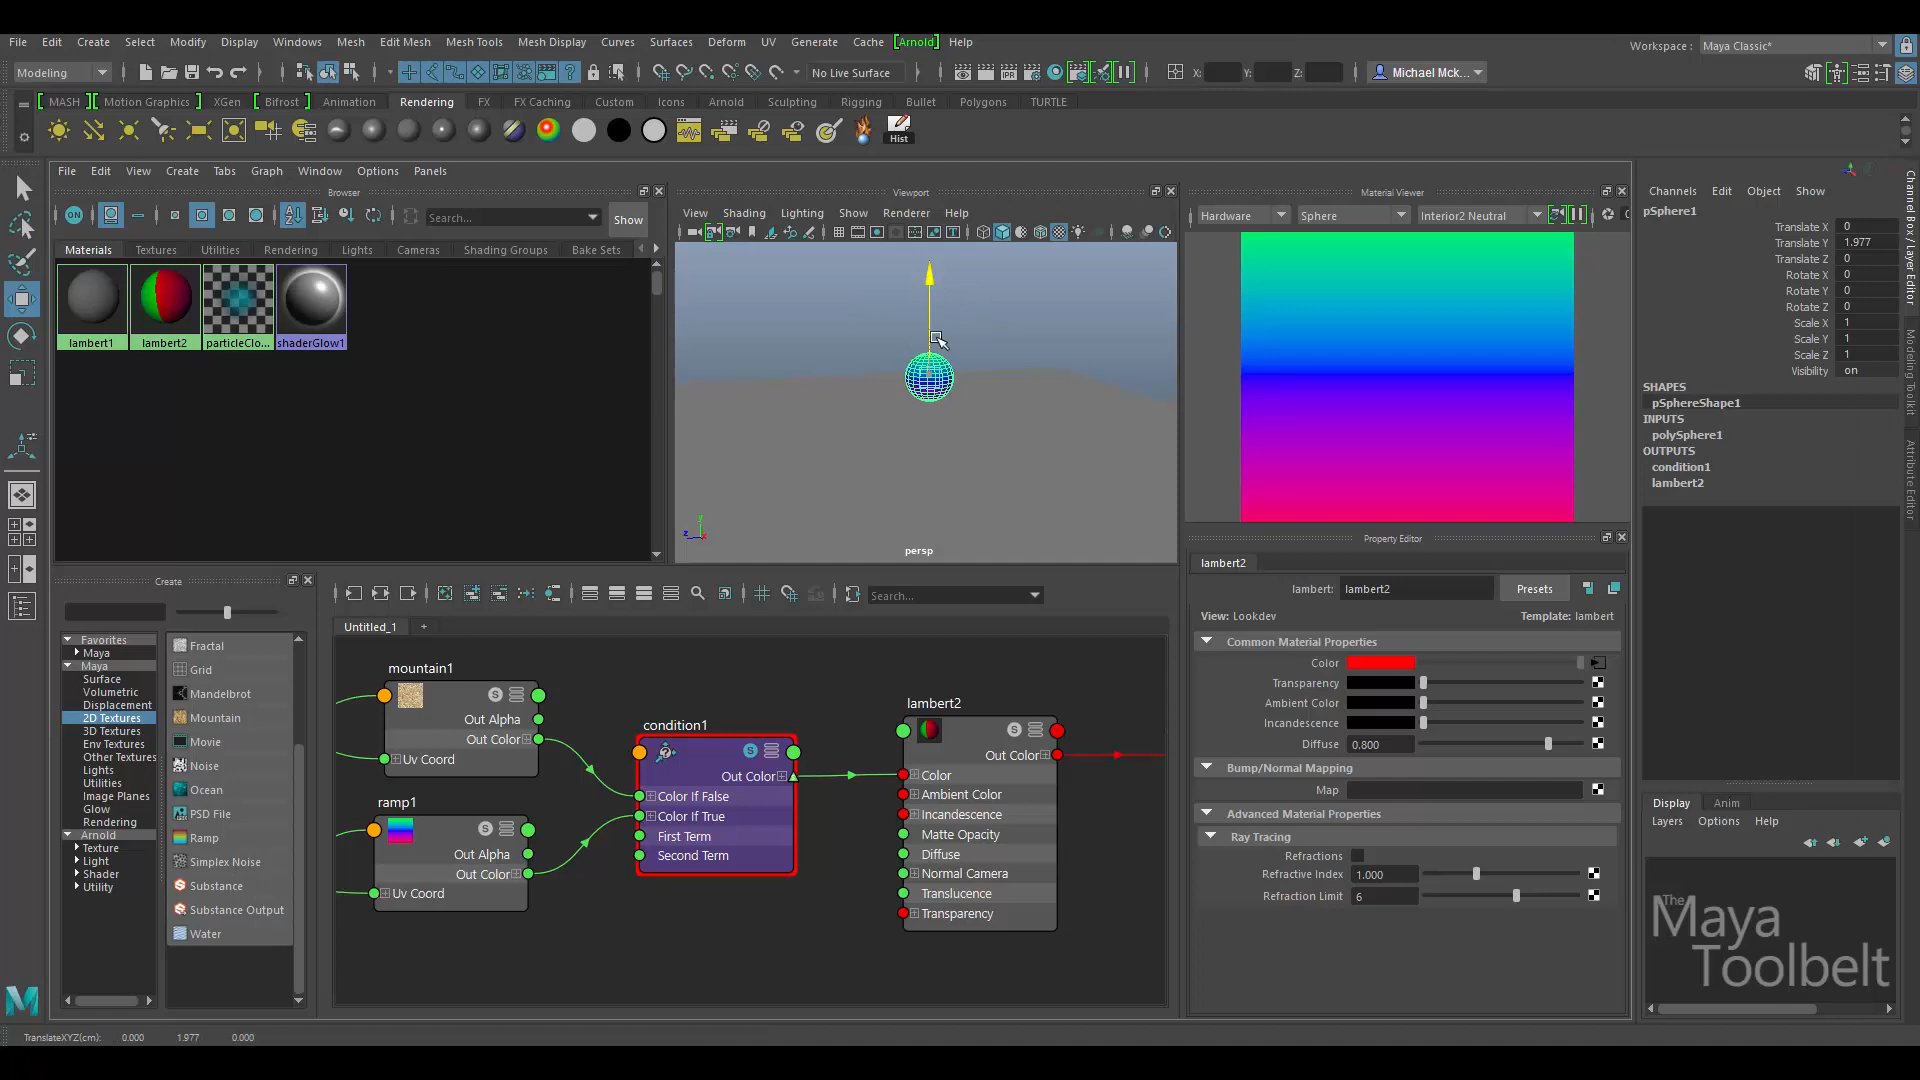 File Edit Create Select Modify Display Windows Mesh Edit Mesh Mesh Tools Mesh Display Curves Surfaces Deform UV Generate Cache [Arnold] Help
Workspace : Maya Classic*
Modeling
No Live Surface
X: Y: Z:
Michael Mck...
MASH Motion Graphics XGen Bifrost Animation Rendering FX FX Caching Custom Icons Arnold Sculpting Rigging Bullet Polygons TURTLE
IPR
Hist
File Edit View Create Tabs Graph Window Options Panels
Browser
ON
Search...
Show
Materials Textures Utilities Rendering Lights Cameras Shading Groups Bake Sets
lambert1 lambert2 particleClo... shaderGlow1
Viewport
View Shading Lighting Show Renderer Help
persp
Material Viewer
Hardware Sphere Interior2 Neutral
Channels Edit Object Show
pSphere1
Translate X 0
Translate Y 1.977
Translate Z 0
Rotate X 0
Rotate Y 0
Rotate Z 0
Scale X 1
Scale Y 1
Scale Z 1
Visibility on
SHAPES
pSphereShape1
INPUTS
polySphere1
OUTPUTS
condition1
lambert2
Channel Box / Layer Editor
Modeling Toolkit
Attribute Editor
Create
Favorites
Maya
Maya
Surface
Volumetric
Displacement
2D Textures
3D Textures
Env Textures
Other Textures
Lights
Utilities
Image Planes
Glow
Rendering
Arnold
Texture
Light
Shader
Utility
Fractal
Grid
Mandelbrot
Mountain
Movie
Noise
Ocean
PSD File
Ramp
Simplex Noise
Substance
Substance Output
Water
Search...
Untitled_1 +
mountain1
S
Out Alpha
Out Color
Uv Coord
ramp1
S
Out Alpha
Out Color
Uv Coord
condition1
S
Out Color
Color If False
Color If True
First Term
Second Term
lambert2
S
Out Color
Color
Ambient Color
Incandescence
Matte Opacity
Diffuse
Normal Camera
Translucence
Transparency
Property Editor
lambert2
lambert: lambert2 Presets
View: Lookdev Template: lambert
Common Material Properties
Color
Transparency
Ambient Color
Incandescence
Diffuse 0.800
Bump/Normal Mapping
Map
Advanced Material Properties
Ray Tracing
Refractions
Refractive Index 1.000
Refraction Limit 6
Display Anim
Layers Options Help
The
Maya
Toolbelt
TranslateXYZ(cm): 0.000 1.977 0.000